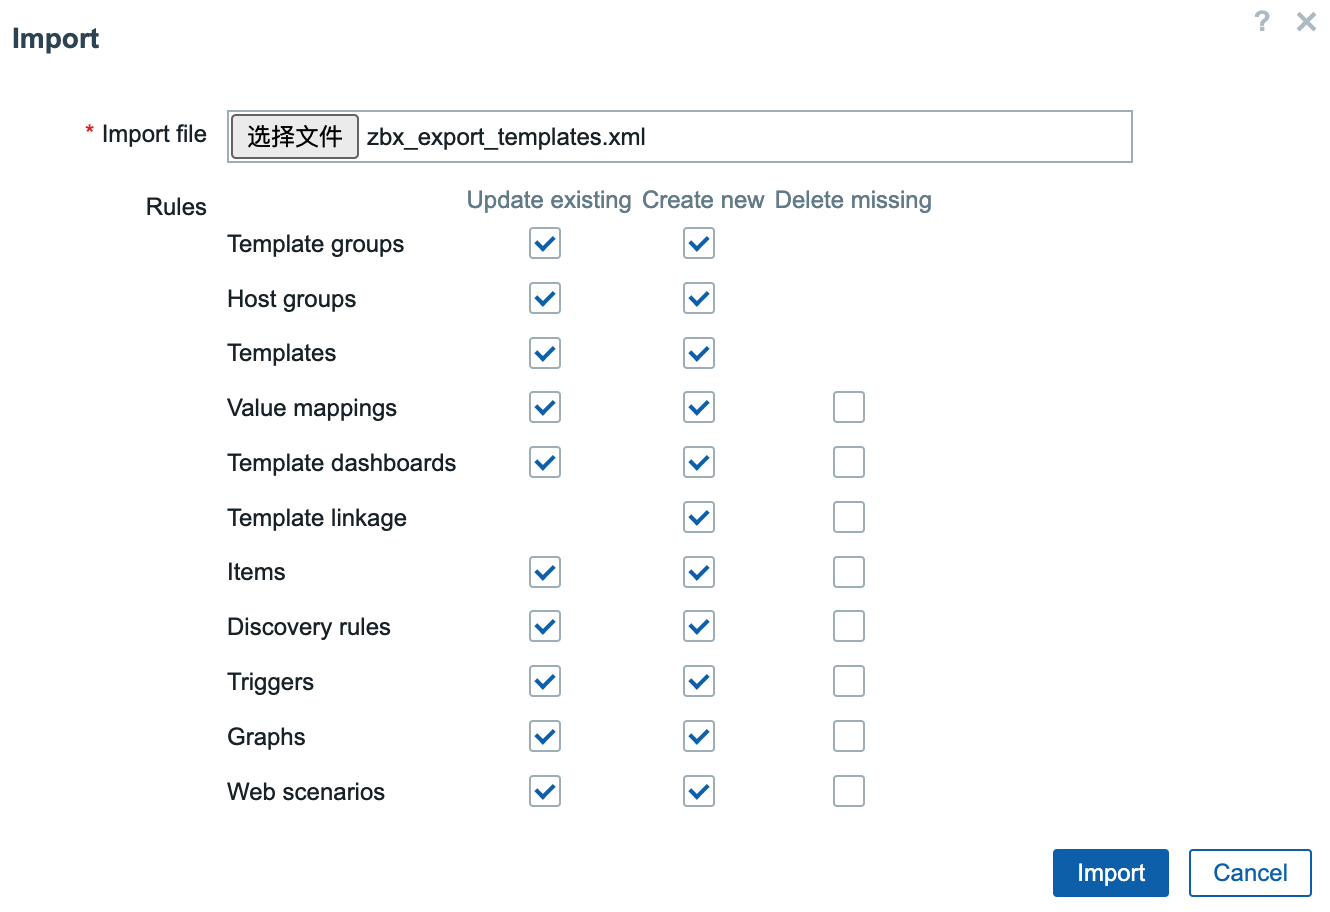 ? ×
Import
* Import file 选择文件 zbx_export_templates.xml
Rules Update existing Create new Delete missing
Template groups
Host groups
Templates
Value mappings
Template dashboards
Template linkage
Items
Discovery rules
Triggers
Graphs
Web scenarios
Import Cancel